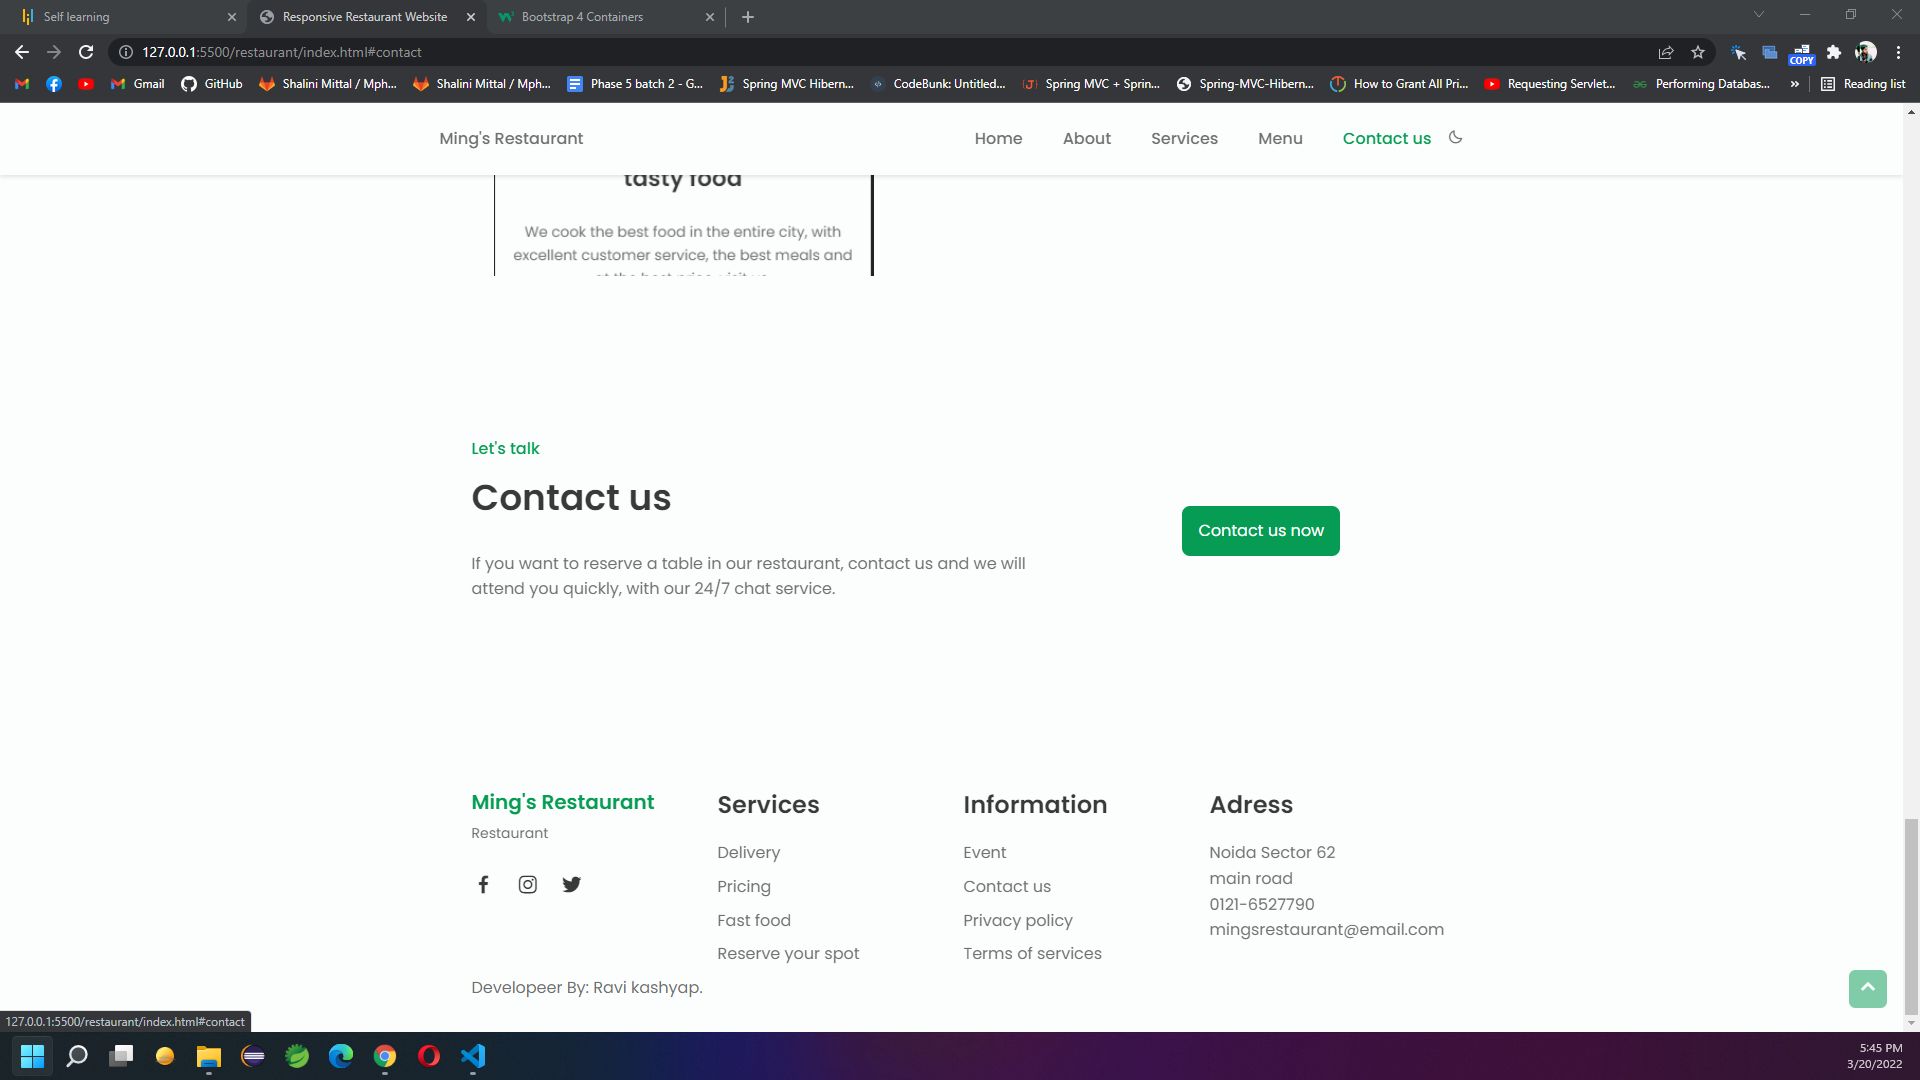 Self learning
Responsive Restaurant Website
Bootstrap 4 Containers
127.0.0.1:5500/restaurant/index.html#contact
COPY
Gmail
GitHub
Shalini Mittal / Mph...
Shalini Mittal / Mph...
Phase 5 batch 2 - G...
Spring MVC Hibern...
CodeBunk: Untitled...
Spring MVC + Sprin...
Spring-MVC-Hibern...
How to Grant All Pri...
Requesting Servlet...
Performing Databas...
»
Reading list
Ming's Restaurant
Home
About
Services
Menu
Contact us
tasty food
We cook the best food in the entire city, with
excellent customer service, the best meals and
at the best price, visit us.
Let's talk
Contact us
If you want to reserve a table in our restaurant, contact us and we will
attend you quickly, with our 24/7 chat service.
Contact us now
Ming's Restaurant
Restaurant
Services
Delivery
Pricing
Fast food
Reserve your spot
Information
Event
Contact us
Privacy policy
Terms of services
Adress
Noida Sector 62
main road
0121-6527790
mingsrestaurant@email.com
Developeer By: Ravi kashyap.
127.0.0.1:5500/restaurant/index.html#contact
5:45 PM
3/20/2022